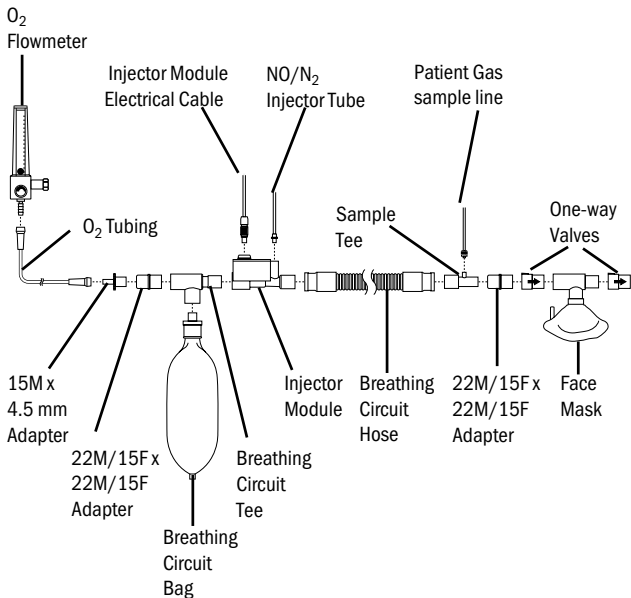 O₂
Flowmeter
Injector Module
Electrical Cable
NO/N₂
Injector Tube
Patient Gas
sample line
O₂ Tubing
Sample
Tee
One-way
Valves
15M x
4.5 mm
Adapter
22M/15F x
22M/15F
Adapter
Breathing
Circuit
Bag
Breathing
Circuit
Tee
Injector
Module
Breathing
Circuit
Hose
22M/15F x
22M/15F
Adapter
Face
Mask